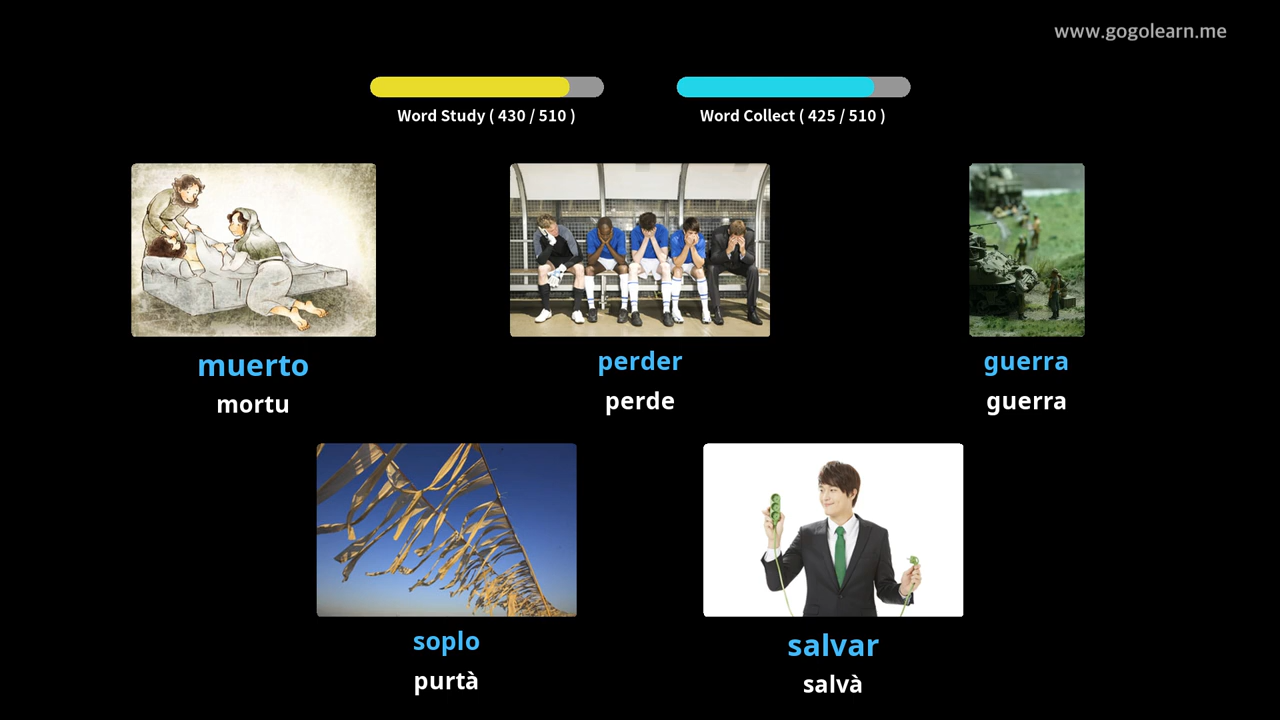 www.gogolearn.me
Word Study ( 430 / 510 )
Word Collect ( 425 / 510 )
muerto
mortu
perder
perde
guerra
guerra
soplo
purtà
salvar
salvà